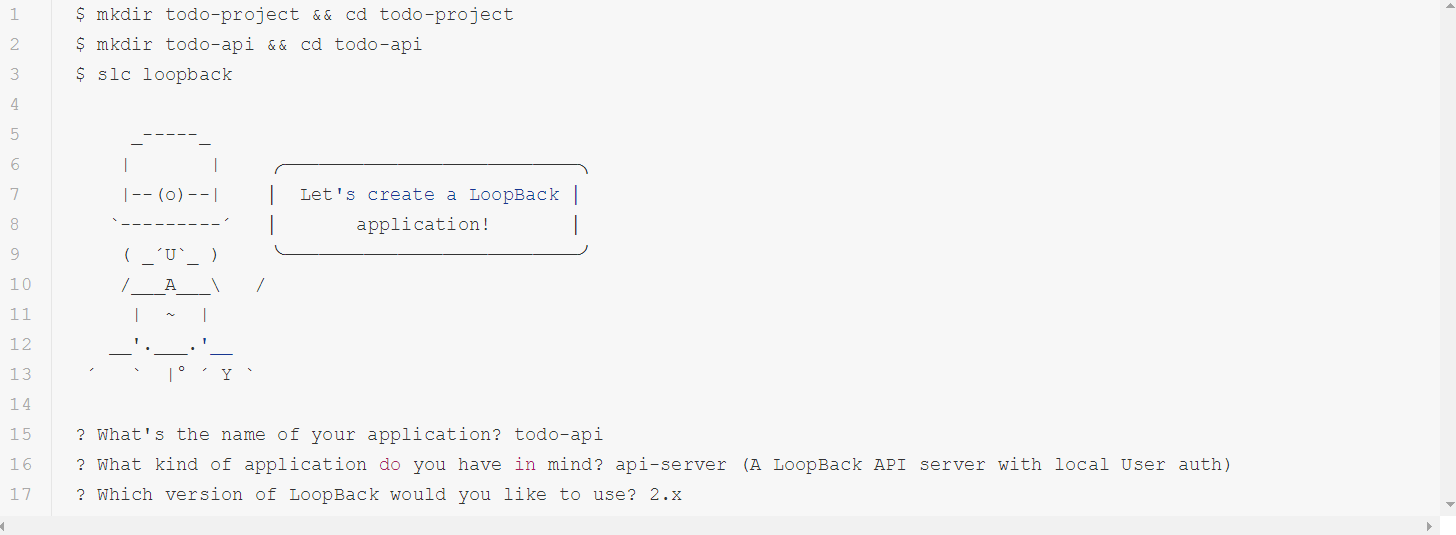 1 $ mkdir todo-project && cd todo-project
2 $ mkdir todo-api && cd todo-api
3 $ slc loopback
4
5      _-----_
6     |       |    ╭──────────────────────────╮
7     |--(o)--|    │  Let's create a LoopBack │
8    `---------´   │       application!       │
9     ( _´U`_ )    ╰──────────────────────────╯
10     /___A___\   /
11      |  ~  |
12    __'.___.'__
13  ´   `  |° ´ Y `
14
15 ? What's the name of your application? todo-api
16 ? What kind of application do you have in mind? api-server (A LoopBack API server with local User auth)
17 ? Which version of LoopBack would you like to use? 2.x